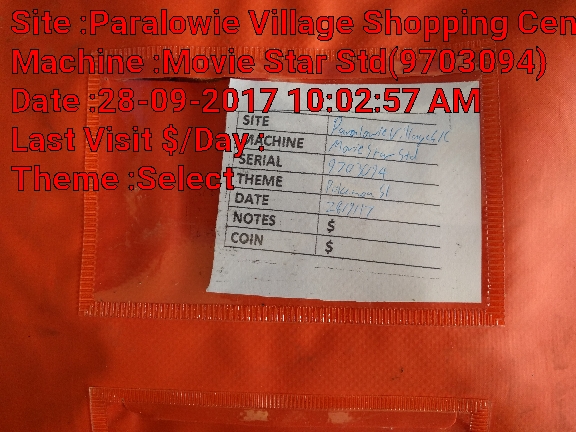 Site :Paralowie Village Shopping Cen
Machine :Movie Star Std(9703094)
Date :28-09-2017 10:02:57 AM
Last Visit $/Day :
Theme :Select
SITE Paralowie
MACHINE Movie Star Std
SERIAL 9703094
THEME
DATE
NOTES $
COIN $